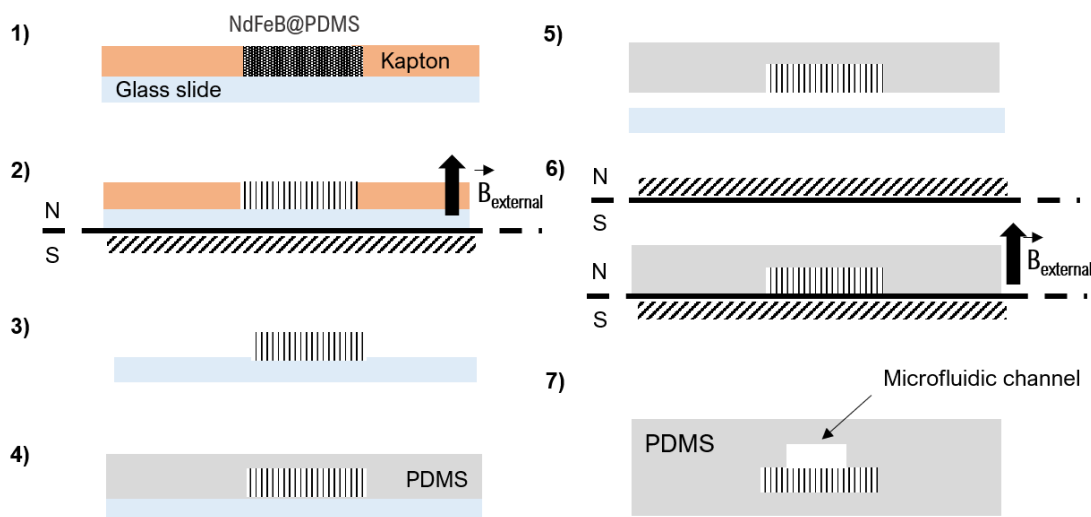 1)
NdFeB@PDMS
Kapton
Glass slide
2)
B external
N
S
3)
4)
PDMS
5)
6)
N
S
B external
N
S
7)
Microfluidic channel
PDMS